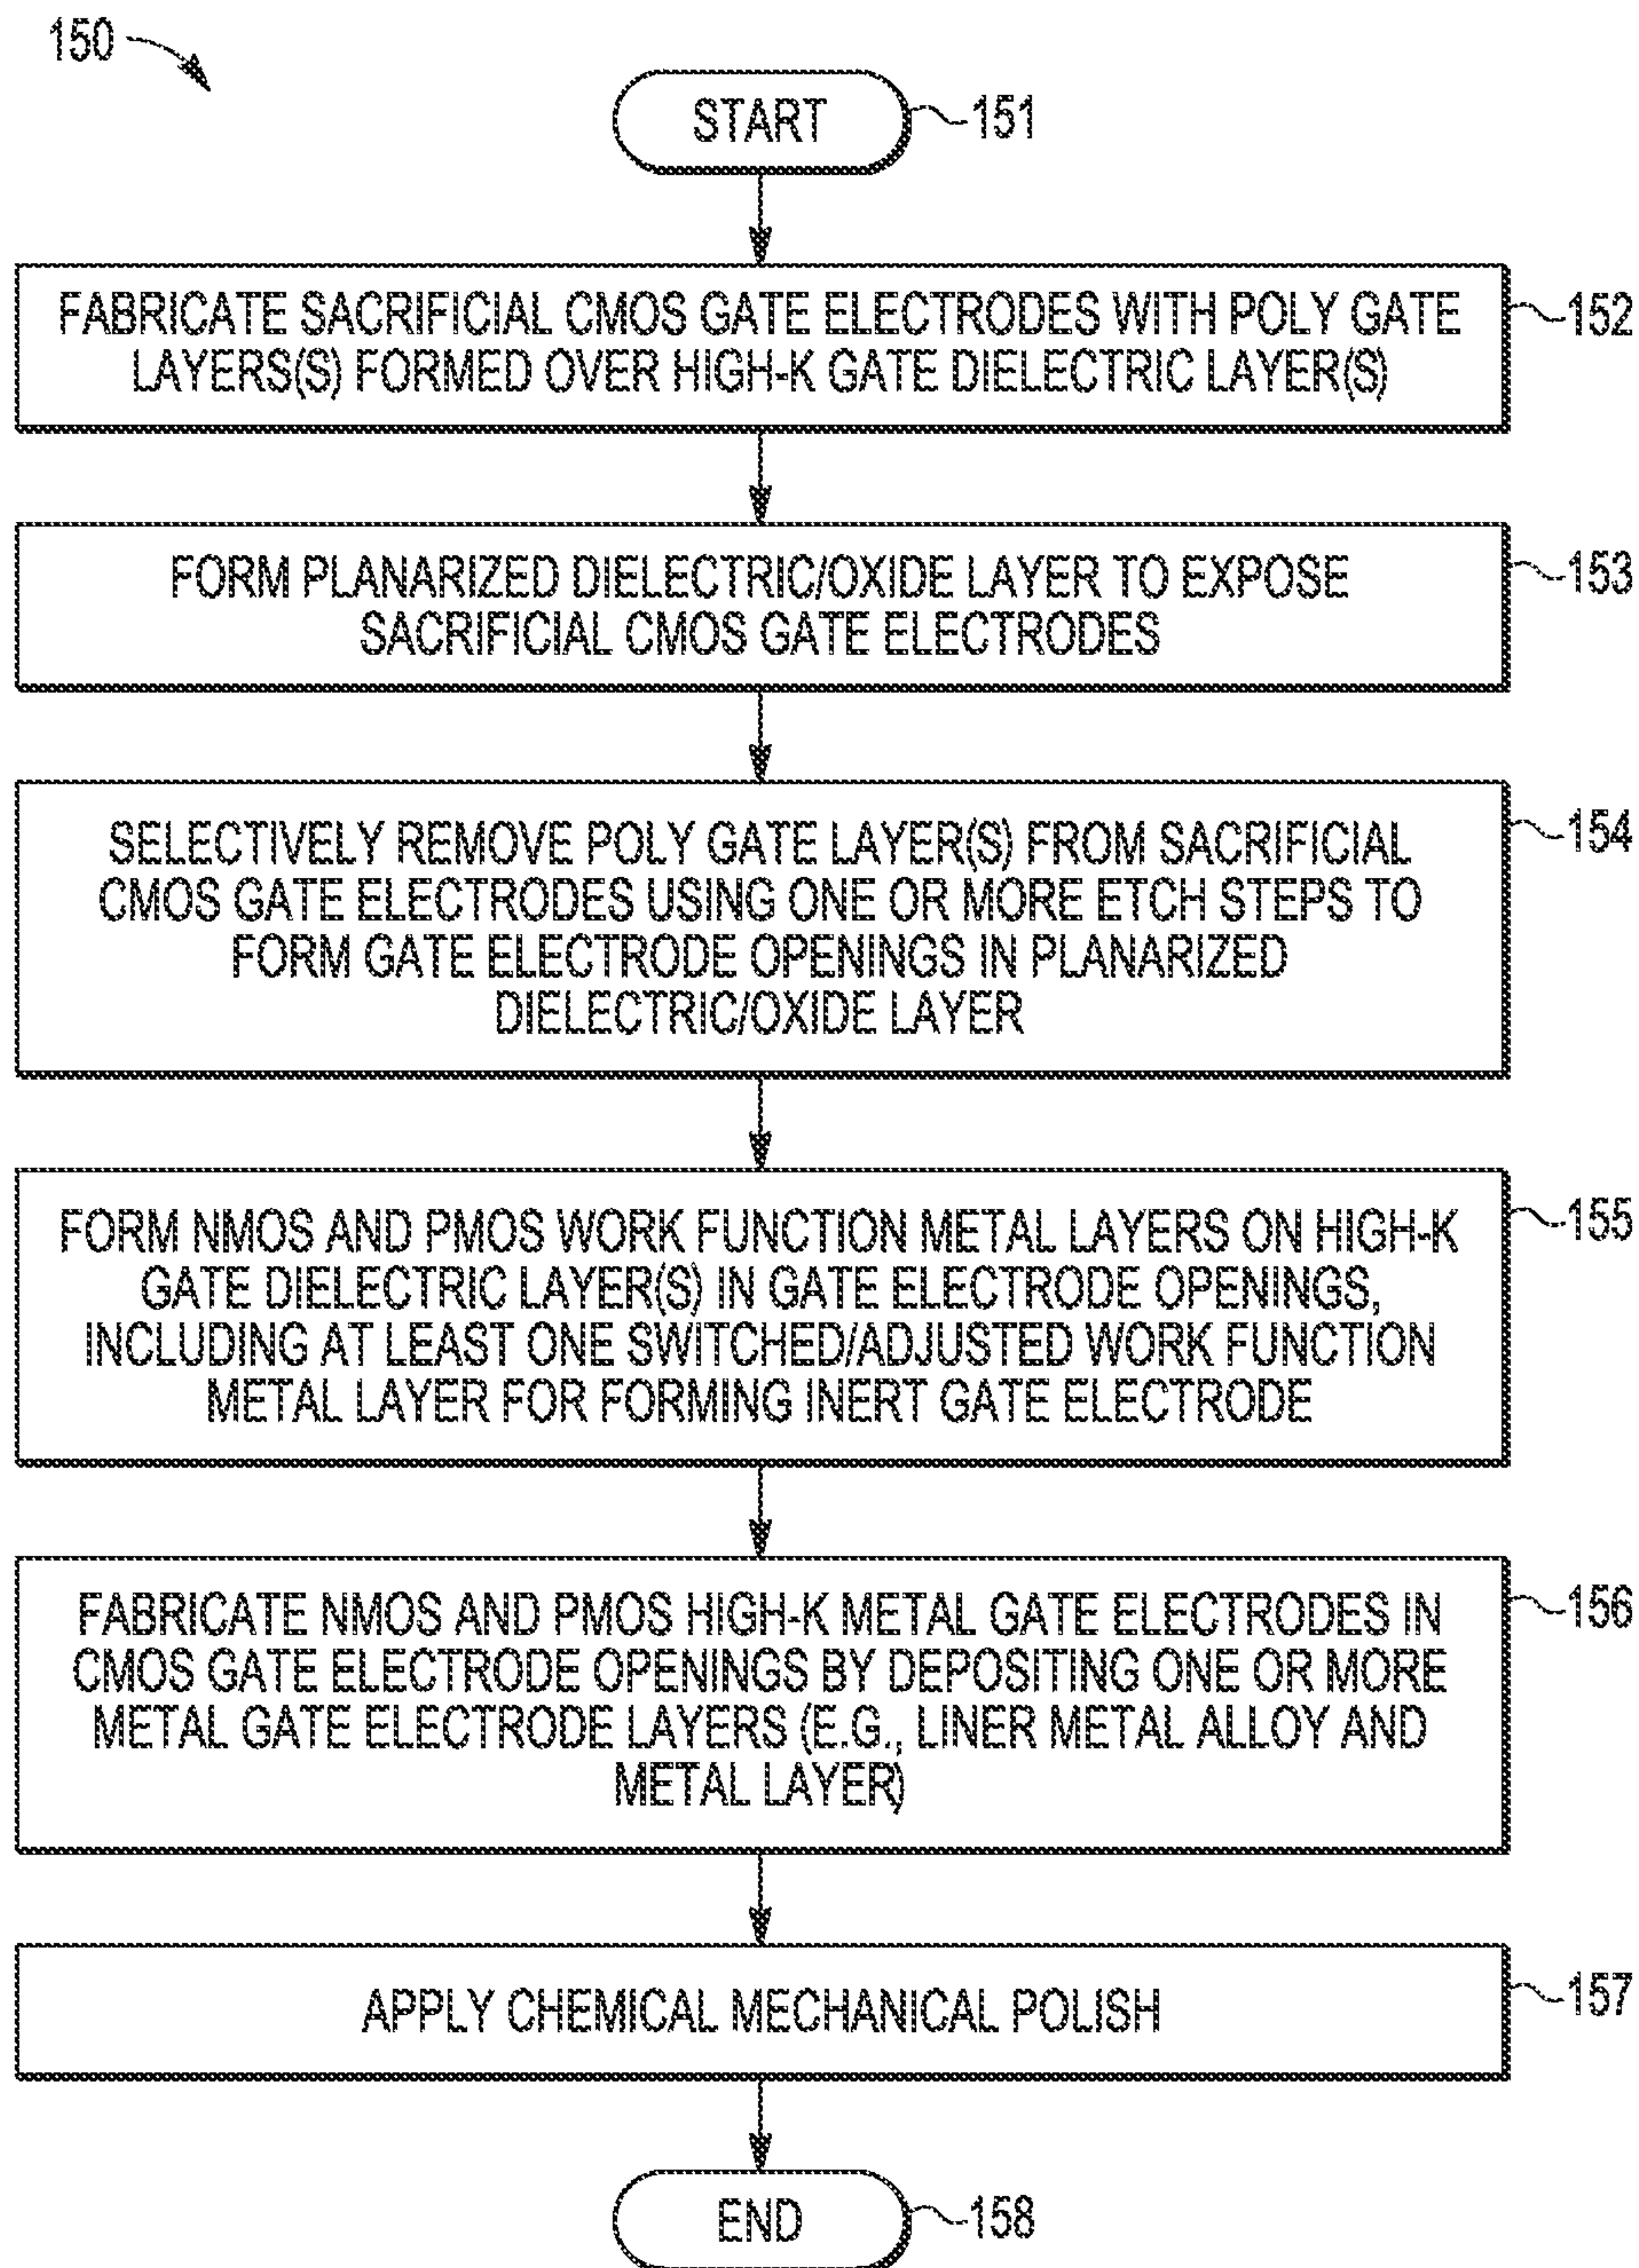 150
START
151
FABRICATE SACRIFICIAL CMOS GATE ELECTRODES WITH POLY GATE
LAYERS(S) FORMED OVER HIGH-K GATE DIELECTRIC LAYER(S)
152
FORM PLANARIZED DIELECTRIC/OXIDE LAYER TO EXPOSE
SACRIFICIAL CMOS GATE ELECTRODES
153
SELECTIVELY REMOVE POLY GATE LAYER(S) FROM SACRIFICIAL
CMOS GATE ELECTRODES USING ONE OR MORE ETCH STEPS TO
FORM GATE ELECTRODE OPENINGS IN PLANARIZED
DIELECTRIC/OXIDE LAYER
154
FORM NMOS AND PMOS WORK FUNCTION METAL LAYERS ON HIGH-K
GATE DIELECTRIC LAYER(S) IN GATE ELECTRODE OPENINGS,
INCLUDING AT LEAST ONE SWITCHED/ADJUSTED WORK FUNCTION
METAL LAYER FOR FORMING INERT GATE ELECTRODE
155
FABRICATE NMOS AND PMOS HIGH-K METAL GATE ELECTRODES IN
CMOS GATE ELECTRODE OPENINGS BY DEPOSITING ONE OR MORE
METAL GATE ELECTRODE LAYERS (E.G., LINER METAL ALLOY AND
METAL LAYER)
156
APPLY CHEMICAL MECHANICAL POLISH
157
END
158